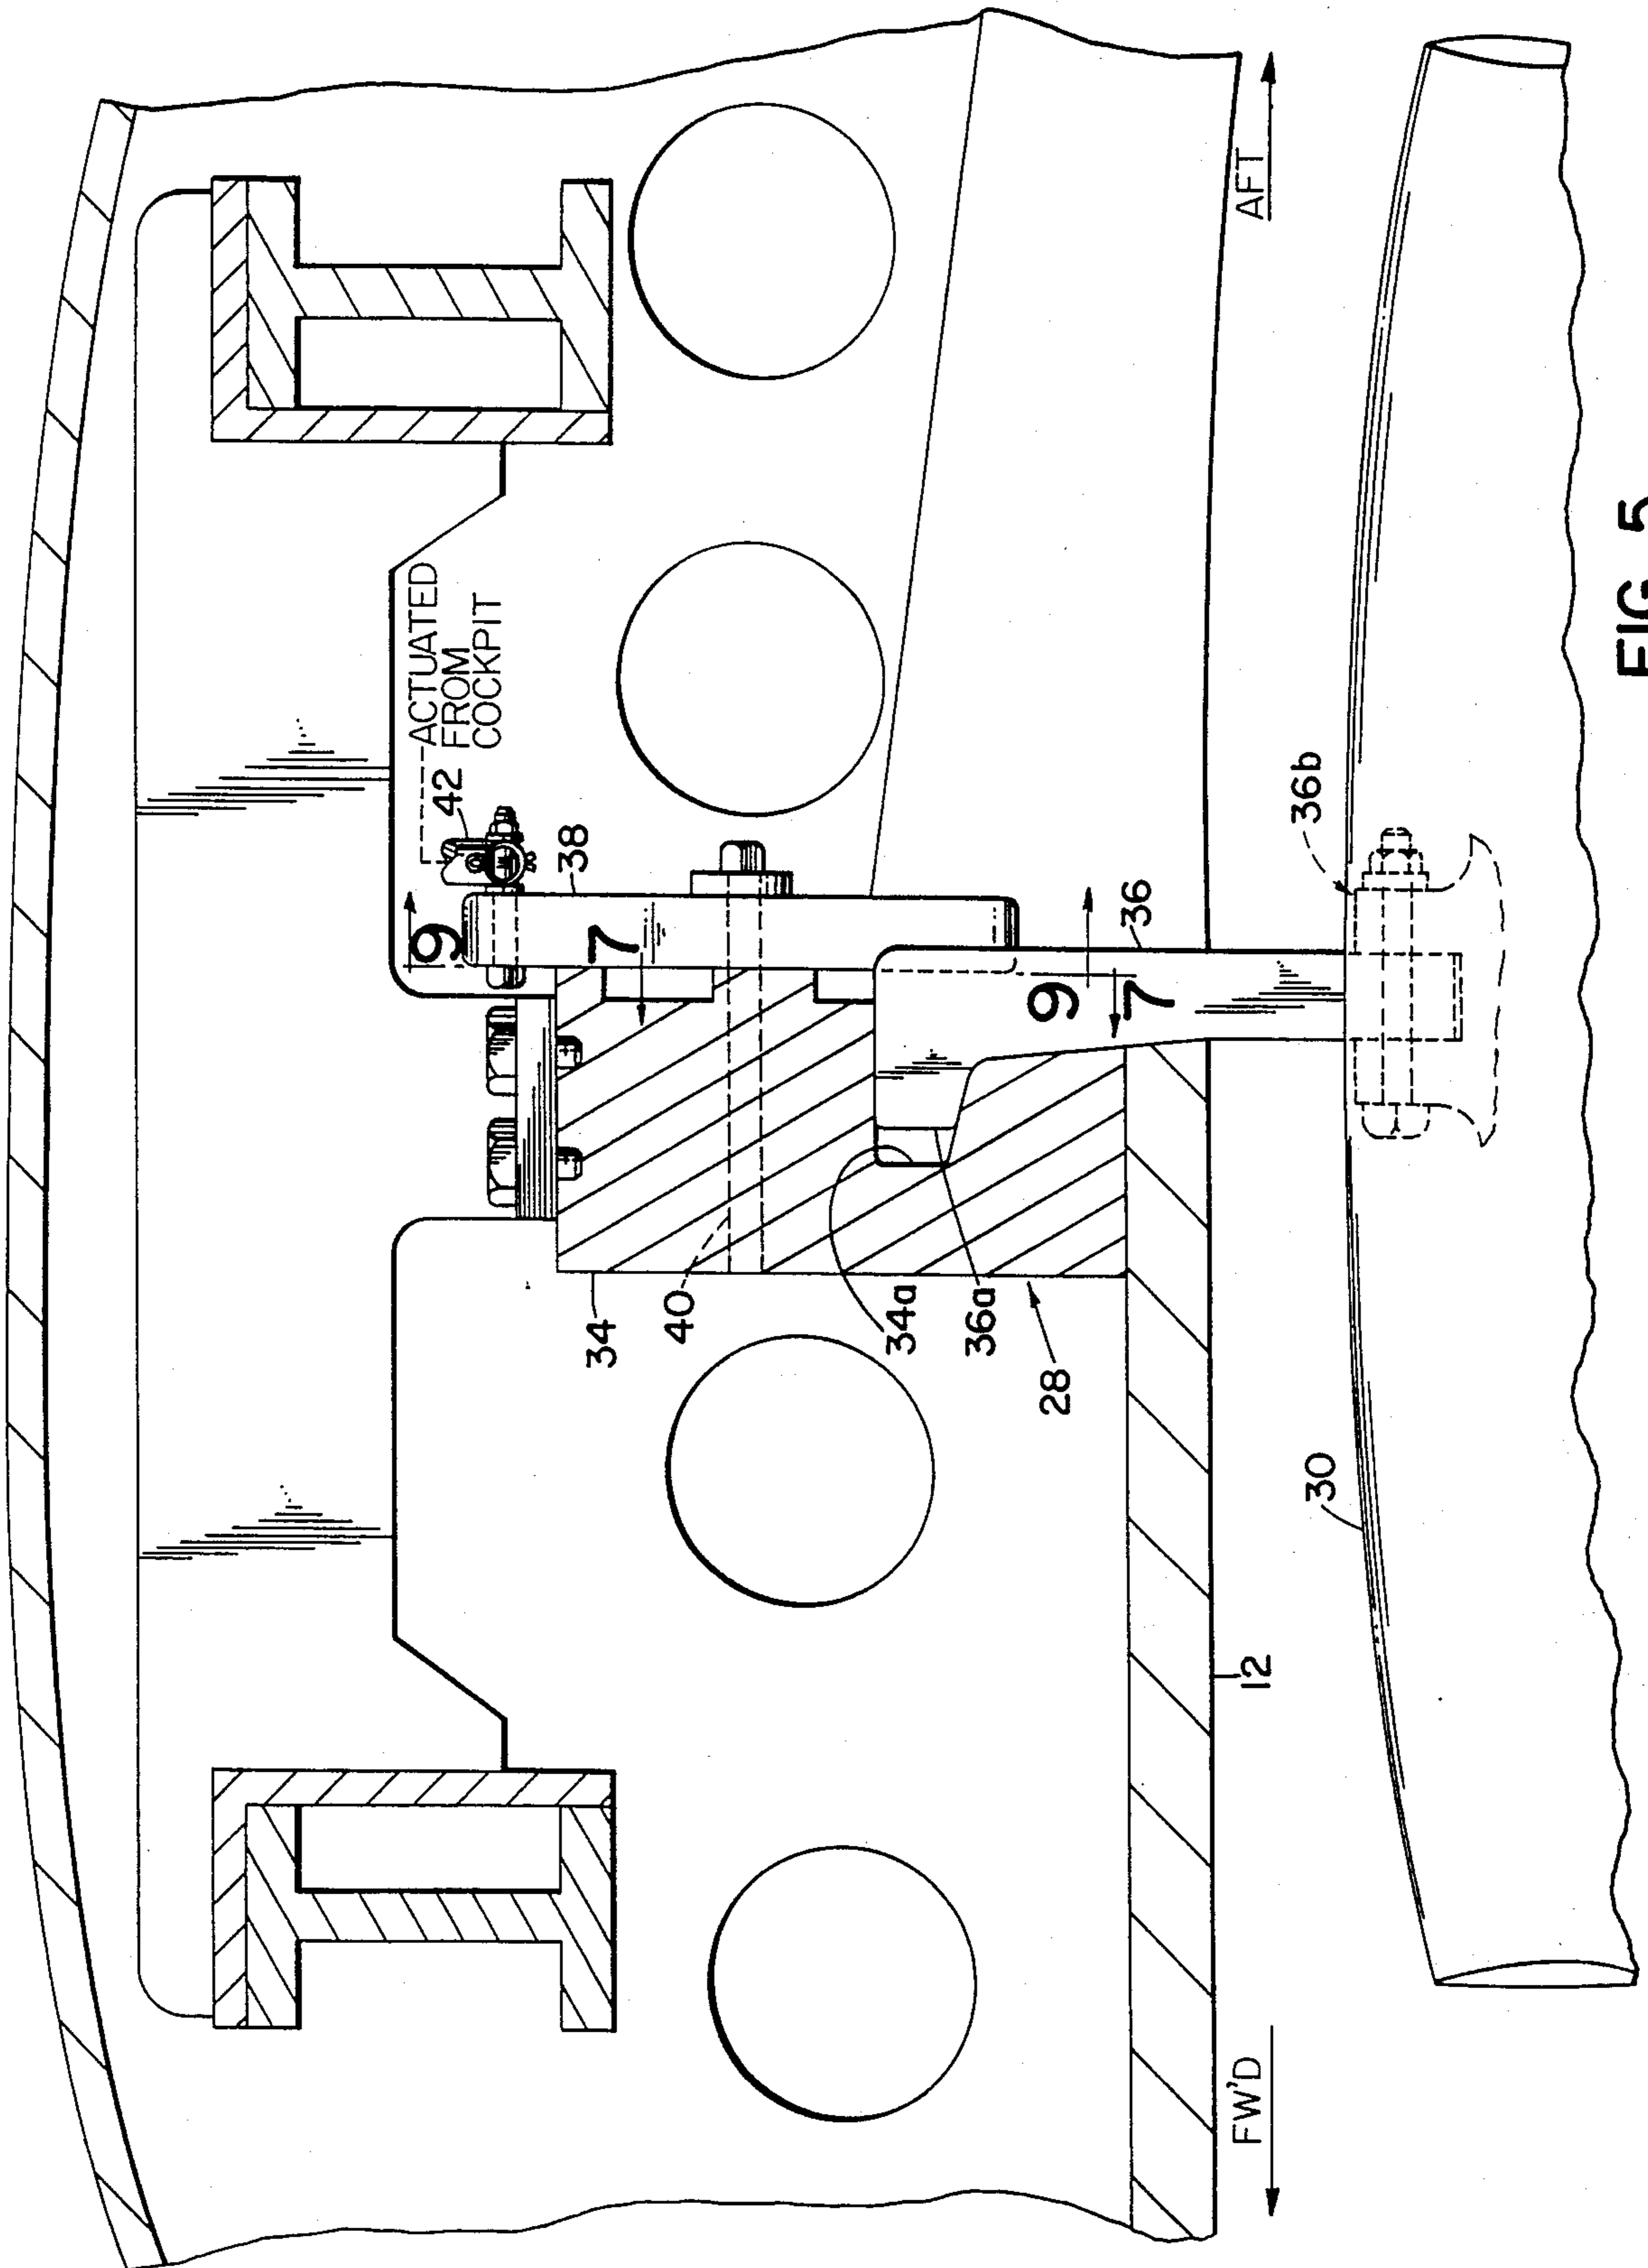 ACTUATED
FROM
COCKPIT
42
9
38
7
34
40
34a
36a
28
9
7
36
AFT
FW'D
12
30
36b
FIG. 5